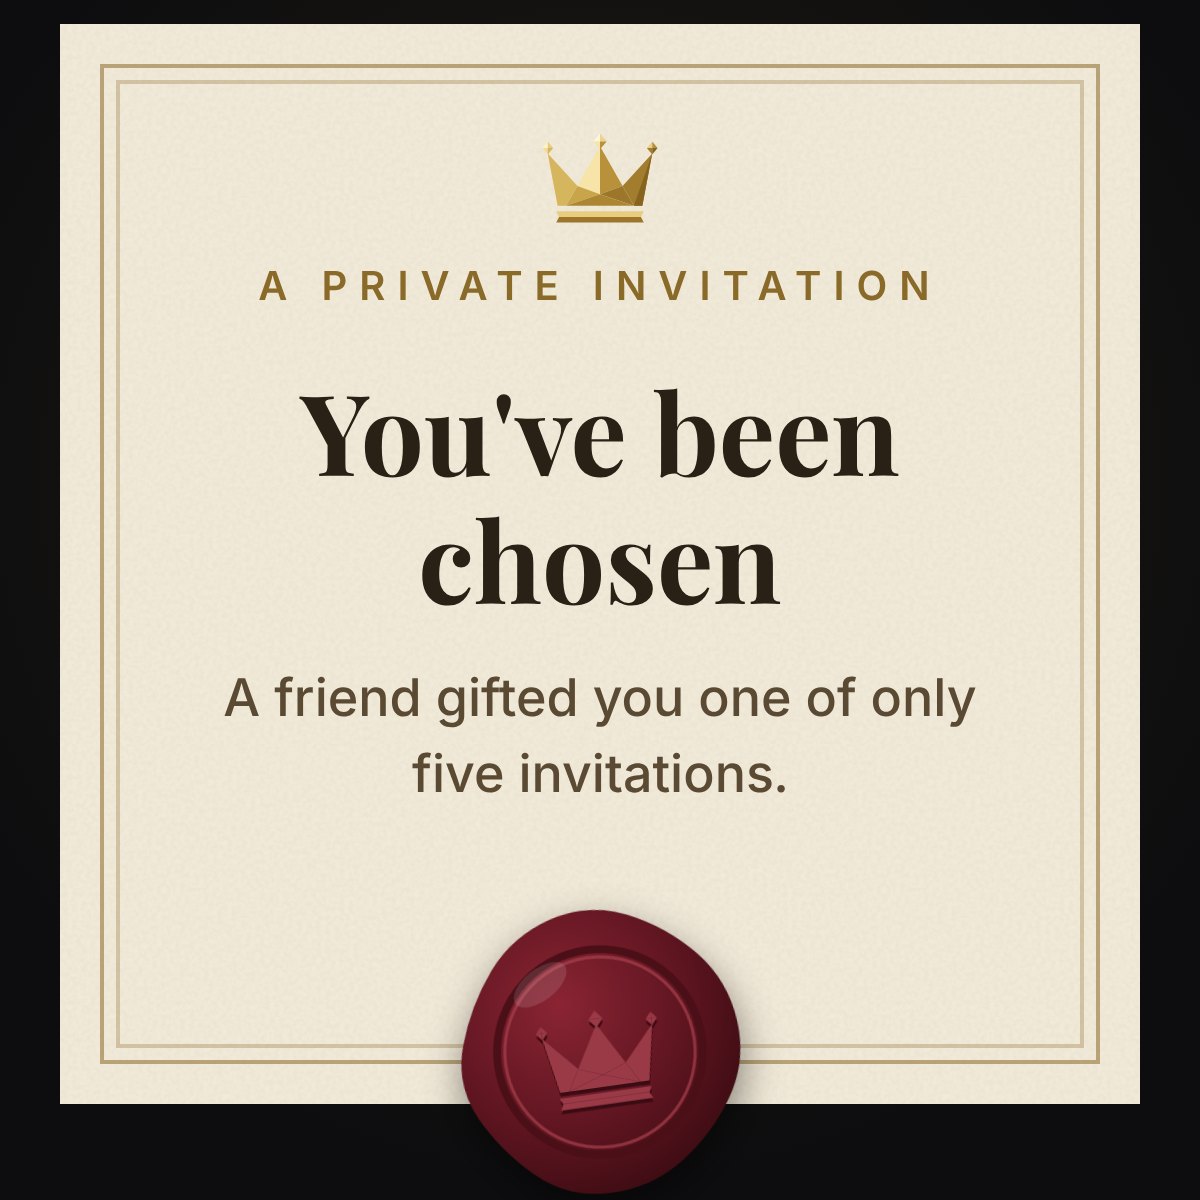 A PRIVATE INVITATION
You've been
chosen
A friend gifted you one of only
five invitations.